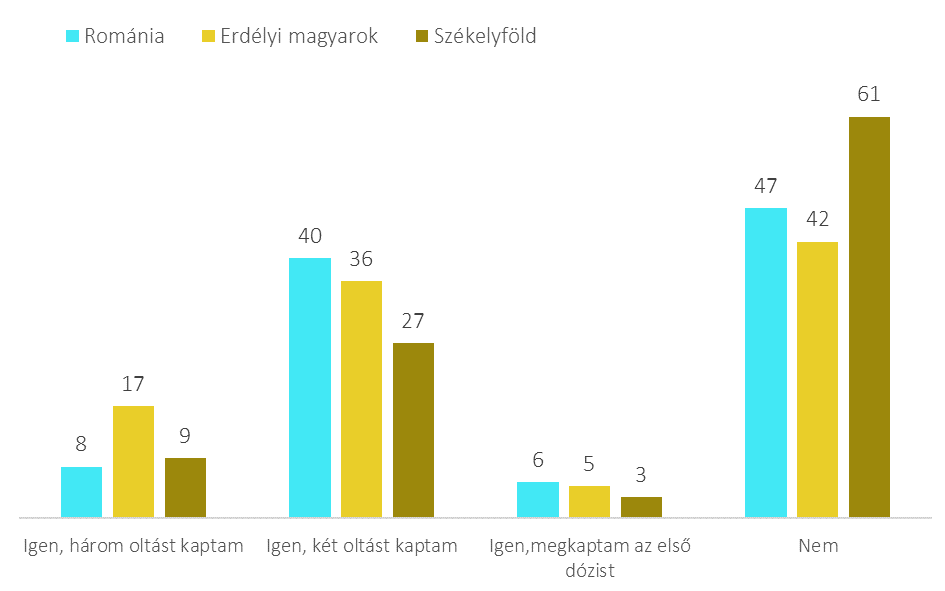 Románia Erdélyi magyarok Székelyföld
8 17 9
40 36 27
6 5 3
47 42 61
Igen, három oltást kaptam
Igen, két oltást kaptam
Igen,megkaptam az első
dózist
Nem